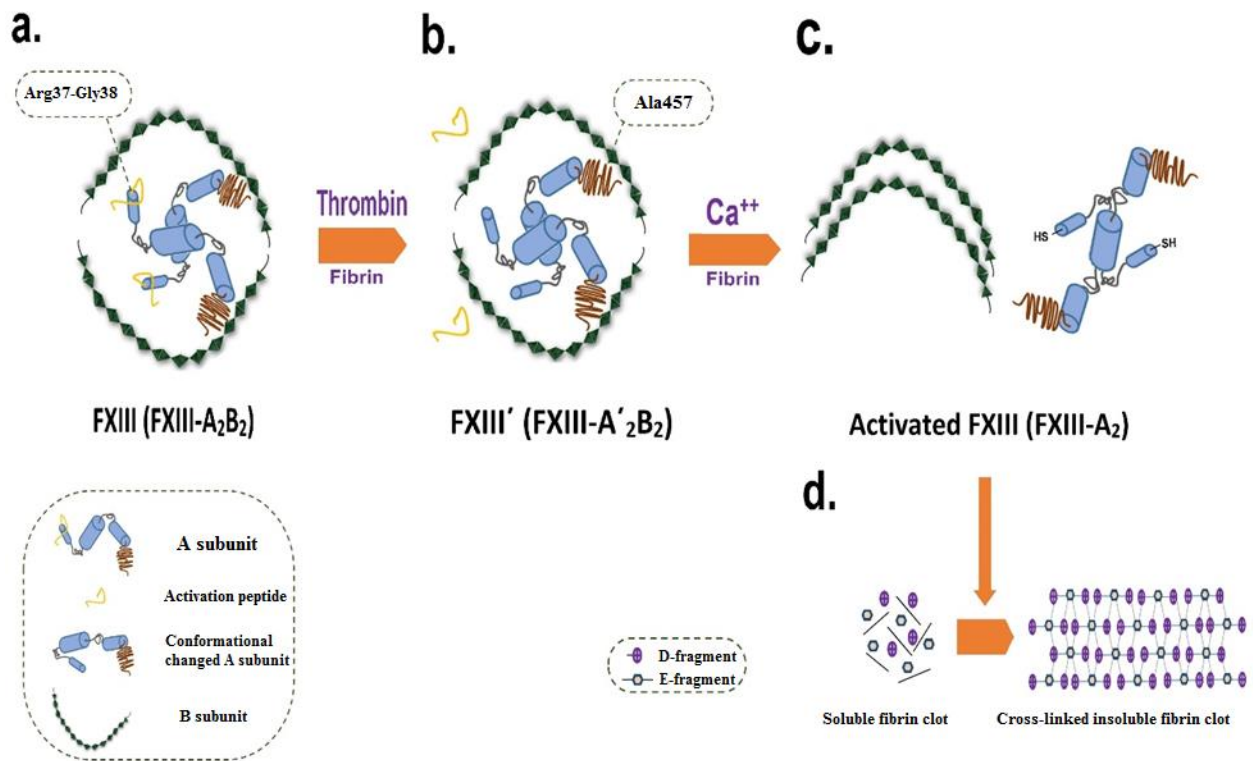 a.
Arg37-Gly38
b.
Ala457
c.
Thrombin
Fibrin
Ca⁺⁺
Fibrin
HS
SH
FXIII (FXIII-A₂B₂)
FXIII´ (FXIII-A´₂B₂)
Activated FXIII (FXIII-A₂)
A subunit
Activation peptide
Conformational
changed A subunit
B subunit
d.
D-fragment
E-fragment
Soluble fibrin clot
Cross-linked insoluble fibrin clot